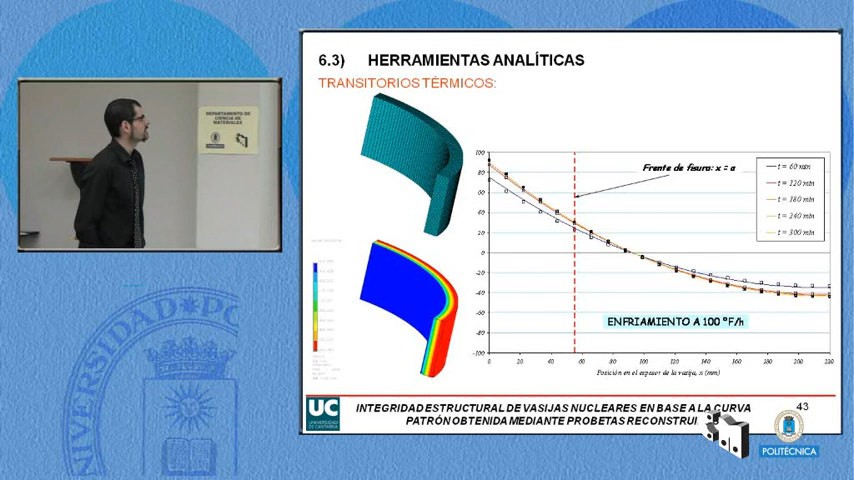 6.3) HERRAMIENTAS ANALÍTICAS
TRANSITORIOS TÉRMICOS:
DEPARTAMENTO DE
CIENCIA DE
MATERIALES
100
80
60
40
20
0
-20
-40
-60
-80
-100
Frente de fisura: x = a
t = 60 min
t = 120 min
t = 180 min
t = 240 min
t = 300 min
ENFRIAMIENTO A 100 °F/h
0 20 40 60 80 100 120 140 160 180 200 220
Posición en el espesor de la vasija, x (mm)
UC
UNIVERSIDAD
DE CANTABRIA
INTEGRIDAD ESTRUCTURAL DE VASIJAS NUCLEARES EN BASE A LA CURVA
PATRÓN OBTENIDA MEDIANTE PROBETAS RECONSTRUI
43
POLITÉCNICA